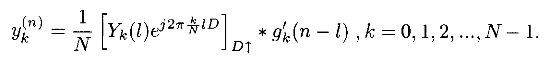 $y_k^{(n)} = \frac{1}{N} \left[ Y_k(l) e^{j2\pi \frac{k}{N} lD} \right]_{D\uparrow} * g'_k(n-l) \ , k = 0, 1, 2, ..., N-1.$